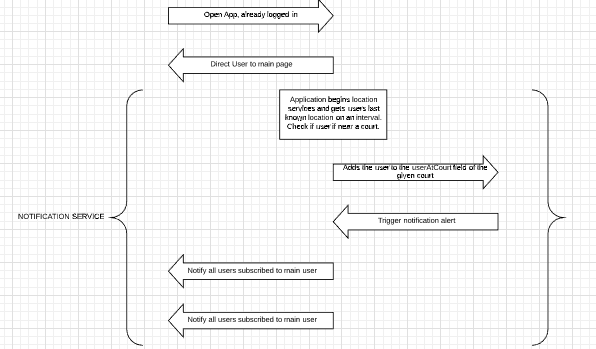 Open App, already logged in
Direct User to main page
Application begins location
services and gets users last
known location on an interval.
Check if user if near a court.
Adds the user to the userAtCourt field of the
given court
NOTIFICATION SERVICE
Trigger notification alert
Notify all users subscribed to main user
Notify all users subscribed to main user